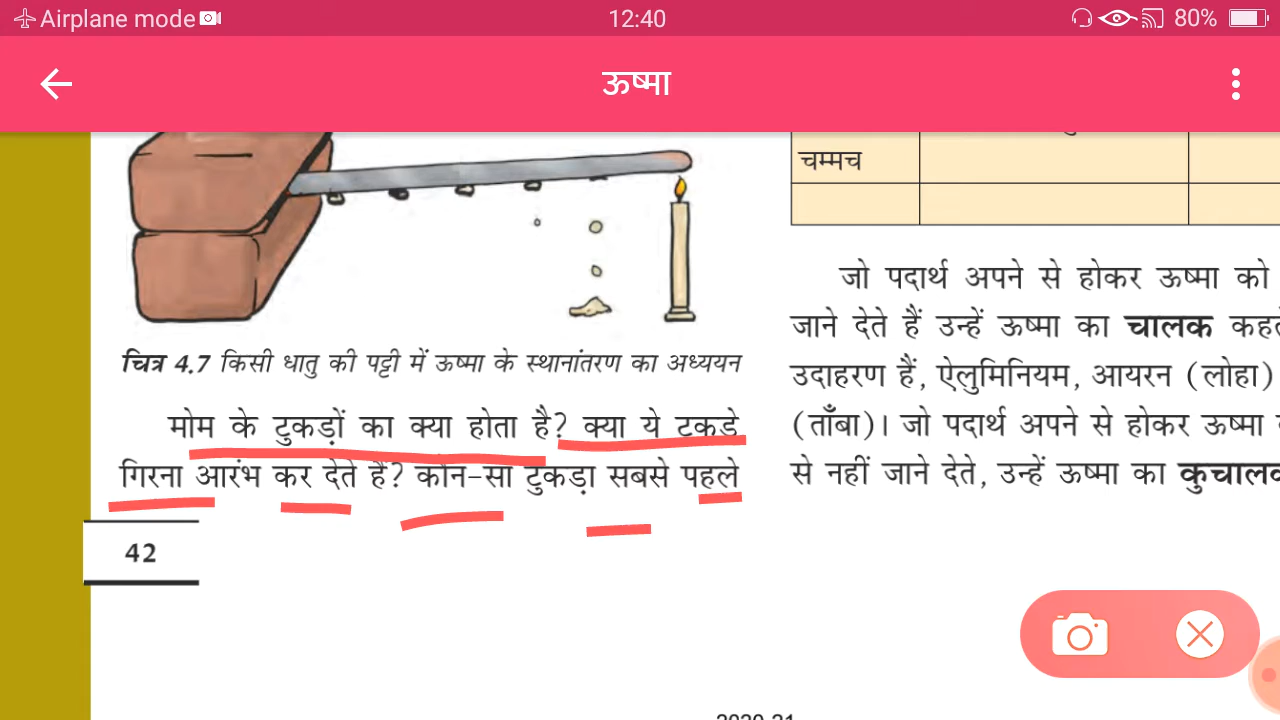 Airplane mode
12:40
80%
ऊष्मा
चित्र 4.7 किसी धातु की पट्टी में ऊष्मा के स्थानांतरण का अध्ययन
मोम के टुकड़ों का क्या होता है? क्या ये टकडे
गिरना आरंभ कर देते हैं? कौन-सा टुकड़ा सबसे पहले
42
चम्मच
जो पदार्थ अपने से होकर ऊष्मा को
जाने देते हैं उन्हें ऊष्मा का चालक
उदाहरण हैं, ऐलुमिनियम, आयरन (लोहा)
(ताँबा)। जो पदार्थ अपने से होकर ऊष्मा
से नहीं जाने देते, उन्हें ऊष्मा का